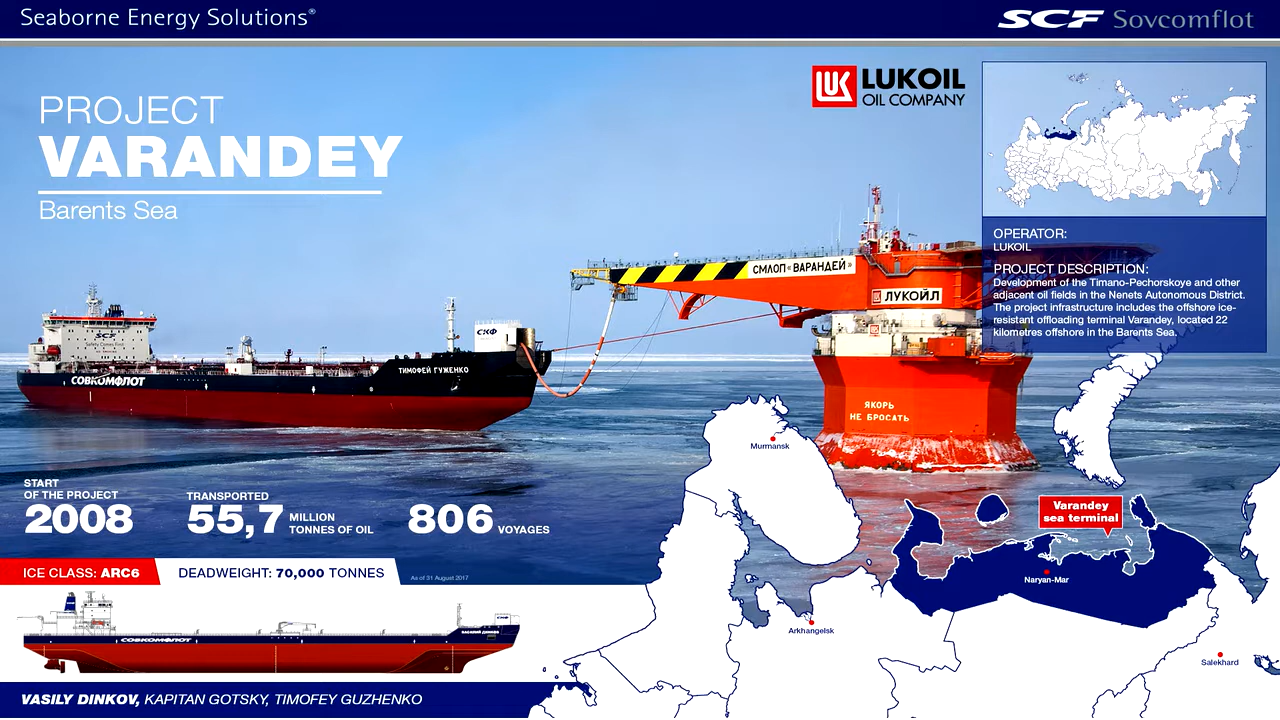 Seaborne Energy Solutions®
SCF Sovcomflot
PROJECT
VARANDEY
Barents Sea
LUK LUKOIL
OIL COMPANY
OPERATOR:
LUKOIL
PROJECT DESCRIPTION:
Development of the Timano-Pechorskoye and other
adjacent oil fields in the Nenets Autonomous District.
The project infrastructure includes the offshore ice-
resistant offloading terminal Varandey, located 22
kilometres offshore in the Barents Sea.
СМЛОП «ВАРАНДЕЙ»
ЛУКОЙЛ
SCF
СКФ
ТИМОФЕЙ ГУЖЕНКО
СОВКОМФЛОТ
ЯКОРЬ
НЕ БРОСАТЬ
START
OF THE PROJECT
2008
TRANSPORTED
55,7 MILLION
TONNES OF OIL
806 VOYAGES
ICE CLASS: ARC6
DEADWEIGHT: 70,000 TONNES
As of 31 August 2017
Murmansk
Varandey
sea terminal
Naryan-Mar
Arkhangelsk
Salekhard
СОВКОМФЛОТ
ВАСИЛИЙ ДИНКОВ
СКФ
VASILY DINKOV, KAPITAN GOTSKY, TIMOFEY GUZHENKO